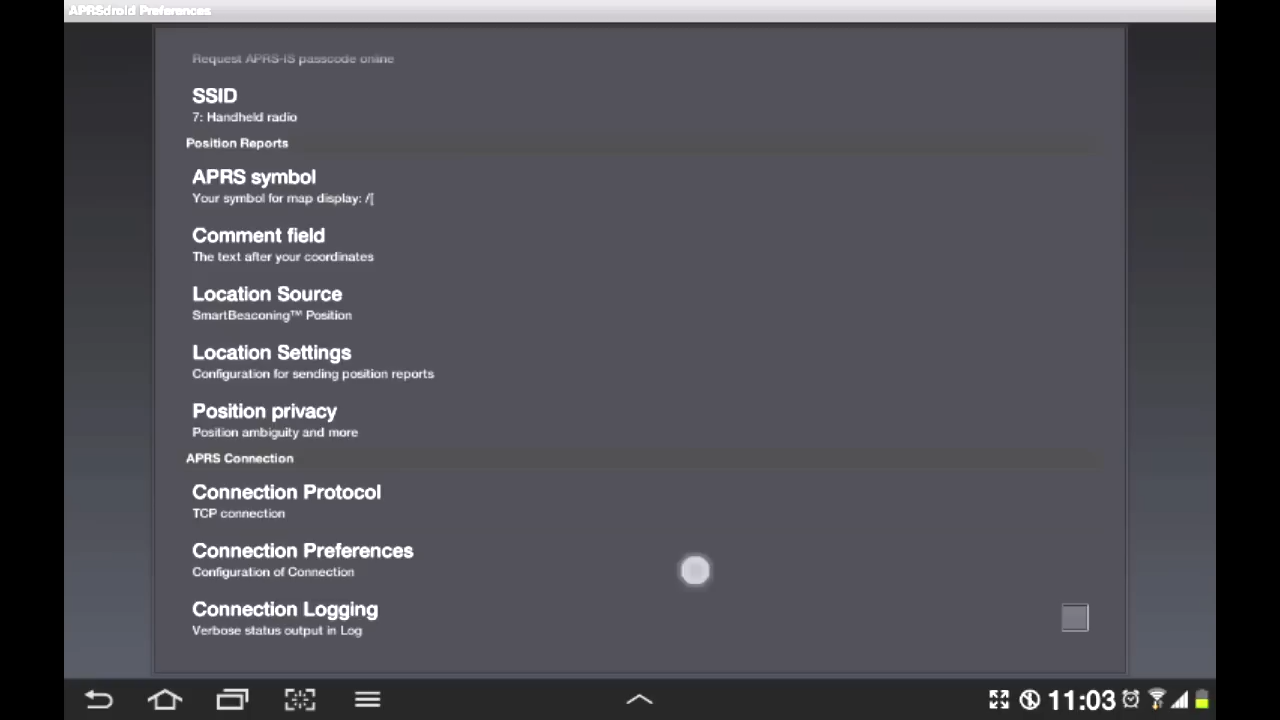 APRSdroid Preferences
Request APRS-IS passcode online
SSID
7: Handheld radio
Position Reports
APRS symbol
Your symbol for map display: /[
Comment field
The text after your coordinates
Location Source
SmartBeaconing™ Position
Location Settings
Configuration for sending position reports
Position privacy
Position ambiguity and more
APRS Connection
Connection Protocol
TCP connection
Connection Preferences
Configuration of Connection
Connection Logging
Verbose status output in Log
11:03